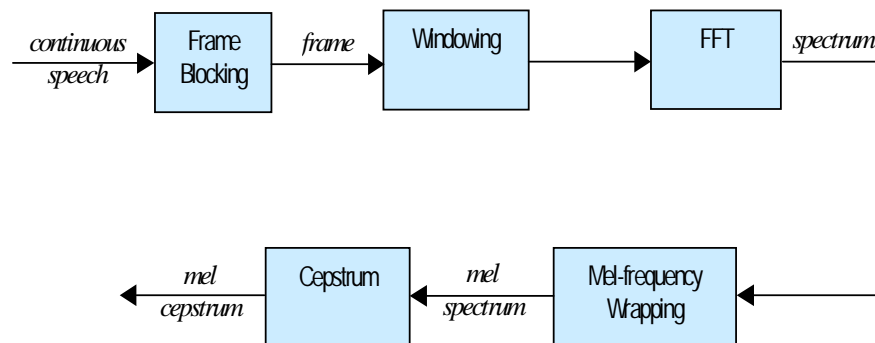 continuous
speech
Frame
Blocking
frame
Windowing
FFT
spectrum
mel
cepstrum
Cepstrum
mel
spectrum
Mel-frequency
Wrapping